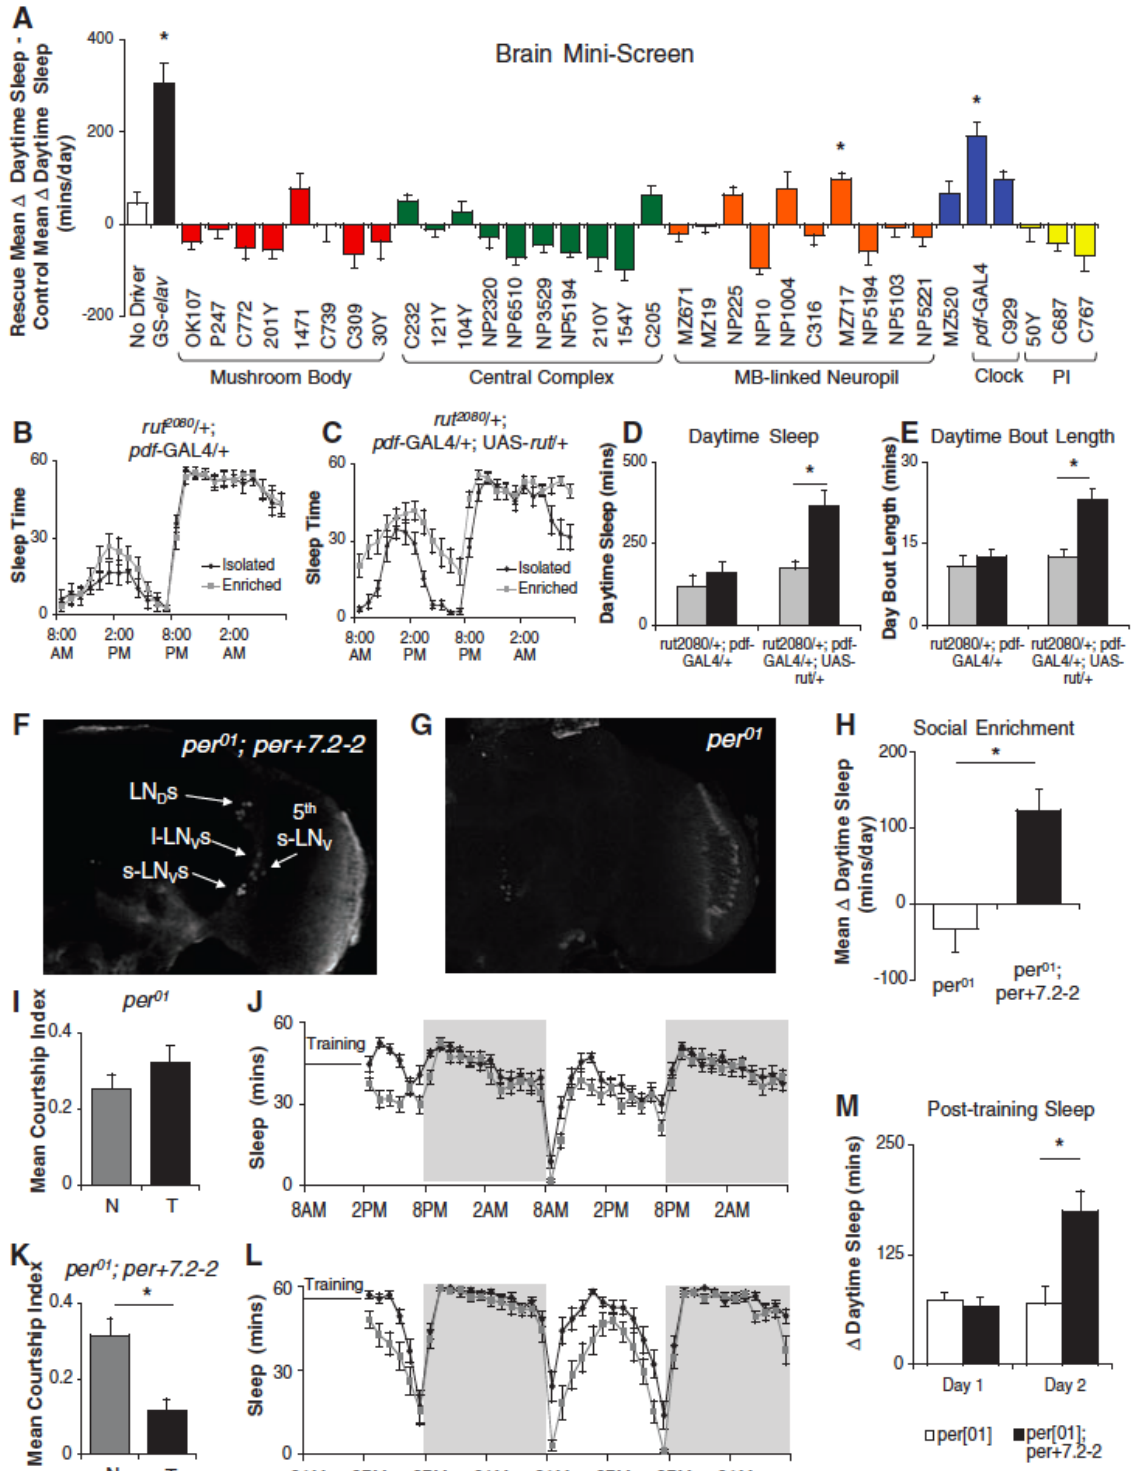 A
Brain Mini-Screen
Rescue Mean Δ Daytime Sleep -
Control Mean Δ Daytime Sleep
(mins/day)
400
200
0
-200
*
*
*
No Driver
GS-elav
OK107
P247
C772
201Y
1471
C739
C309
30Y
C232
121Y
104Y
NP2320
NP6510
NP3529
NP5194
210Y
154Y
C205
MZ671
MZ19
NP225
NP10
NP1004
C316
MZ717
NP5194
NP5103
NP5221
MZ520
pdf-GAL4
C929
50Y
C687
C767
Mushroom Body
Central Complex
MB-linked Neuropil
Clock
PI
B
rut2080/+;
pdf-GAL4/+
Sleep Time
60
30
0
Isolated
Enriched
8:00 AM
2:00 PM
8:00 PM
2:00 AM
C
rut2080/+;
pdf-GAL4/+; UAS-rut/+
Sleep Time
60
30
0
Isolated
Enriched
8:00 AM
2:00 PM
8:00 PM
2:00 AM
D
Daytime Sleep
Daytime Sleep (mins)
500
250
0
*
rut2080/+; pdf-
GAL4/+
rut2080/+; pdf-
GAL4/+; UAS-
rut/+
E
Daytime Bout Length
Day Bout Length (mins)
30
15
0
*
rut2080/+; pdf-
GAL4/+
rut2080/+; pdf-
GAL4/+; UAS-
rut/+
F
per01; per+7.2-2
LNDs
5th
s-LNV
l-LNVs
s-LNVs
G
per01
H
Social Enrichment
Mean Δ Daytime Sleep
(mins/day)
200
100
0
-100
*
per01
per01;
per+7.2-2
I
per01
Mean Courtship Index
0.4
0.2
0
N
T
J
Training
Sleep (mins)
60
30
0
8AM
2PM
8PM
2AM
8AM
2PM
8PM
2AM
K
per01; per+7.2-2
Mean Courtship Index
0.4
0.2
0
*
L
Training
Sleep (mins)
60
30
0
M
Post-training Sleep
Δ Daytime Sleep (mins)
250
125
0
*
Day 1
Day 2
per[01]
per[01];
per+7.2-2